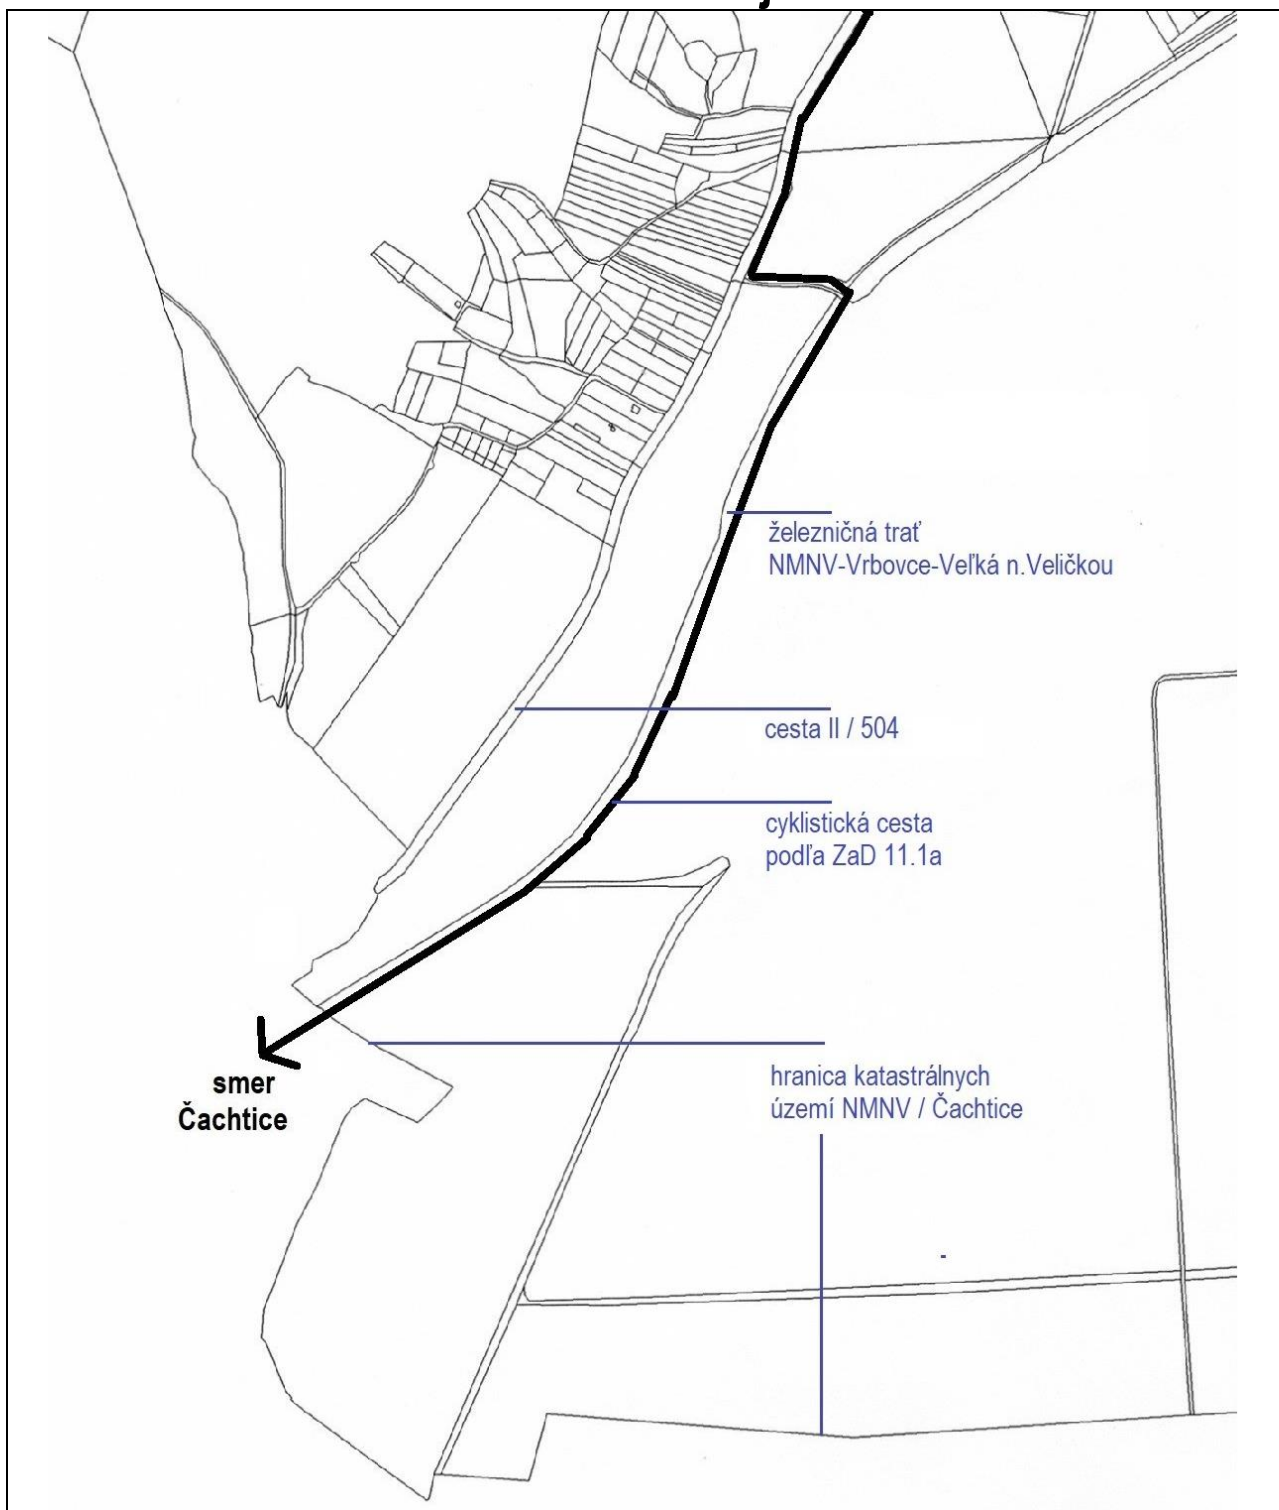 železničná trať
NMNV-Vrbovce-Veľká n.Veličkou
cesta II / 504
cyklistická cesta
podľa ZaD 11.1a
smer
Čachtice
hranica katastrálnych
území NMNV / Čachtice